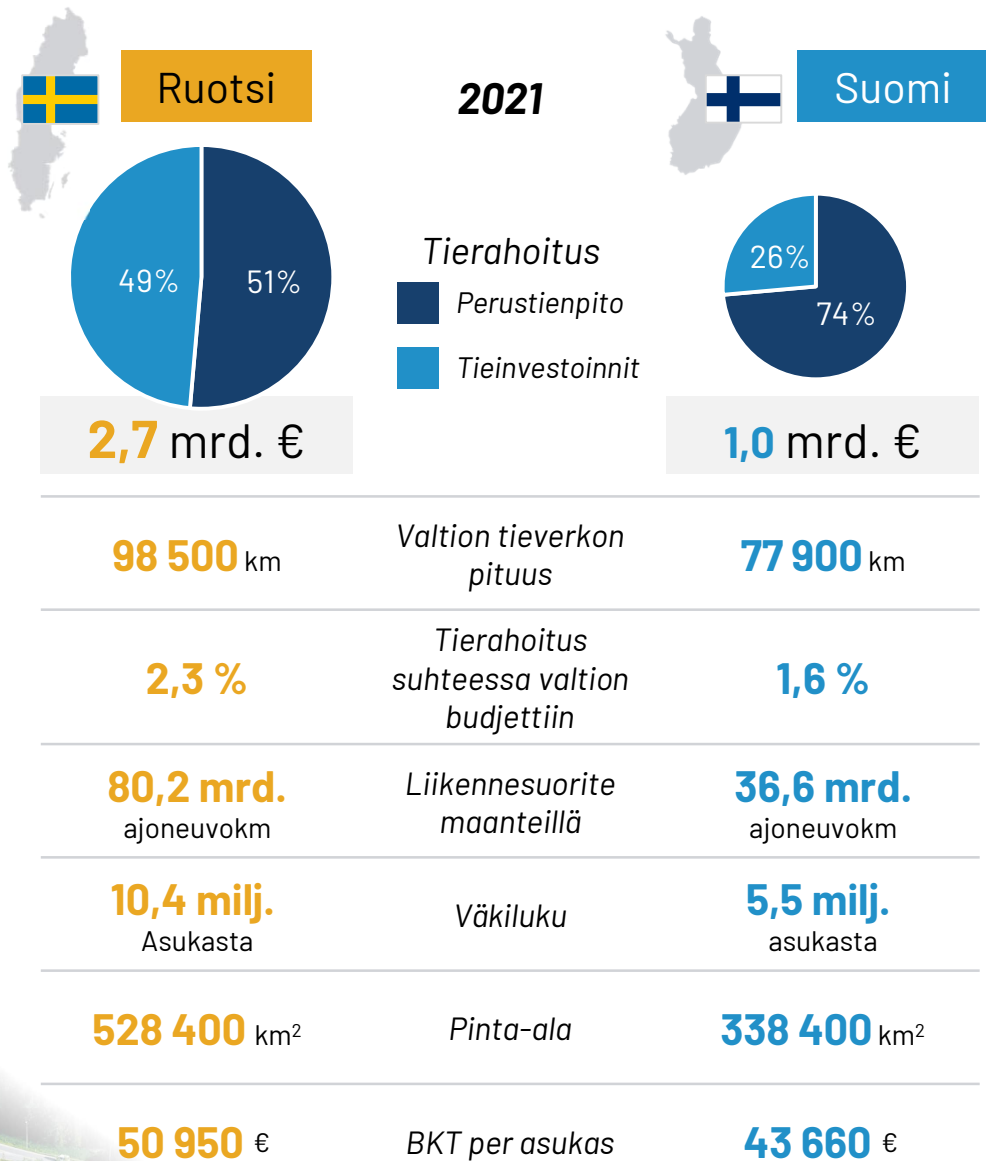 Ruotsi
2021
Suomi
49%
51%
Tierahoitus
Perustienpito
Tieinvestoinnit
26%
74%
2,7 mrd. €
1,0 mrd. €
98 500 km
Valtion tieverkon
pituus
77 900 km
2,3 %
Tierahoitus
suhteessa valtion
budjettiin
1,6 %
80,2 mrd.
ajoneuvokm
Liikennesuorite
maanteillä
36,6 mrd.
ajoneuvokm
10,4 milj.
Asukasta
Väkiluku
5,5 milj.
asukasta
528 400 km²
Pinta-ala
338 400 km²
50 950 €
BKT per asukas
43 660 €